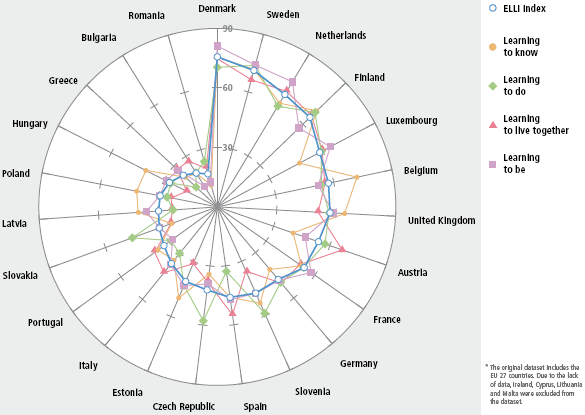 Denmark
Sweden
Netherlands
Finland
Luxembourg
Belgium
United Kingdom
Austria
France
Germany
Slovenia
Spain
Czech Republic
Estonia
Italy
Portugal
Slovakia
Latvia
Poland
Hungary
Greece
Bulgaria
Romania
90
60
30
ELLI Index
Learning
to know
Learning
to do
Learning
to live together
Learning
to be
* The original dataset includes the
EU 27 countries. Due to the lack
of data, Ireland, Cyprus, Lithuania
and Malta were excluded from
the dataset.